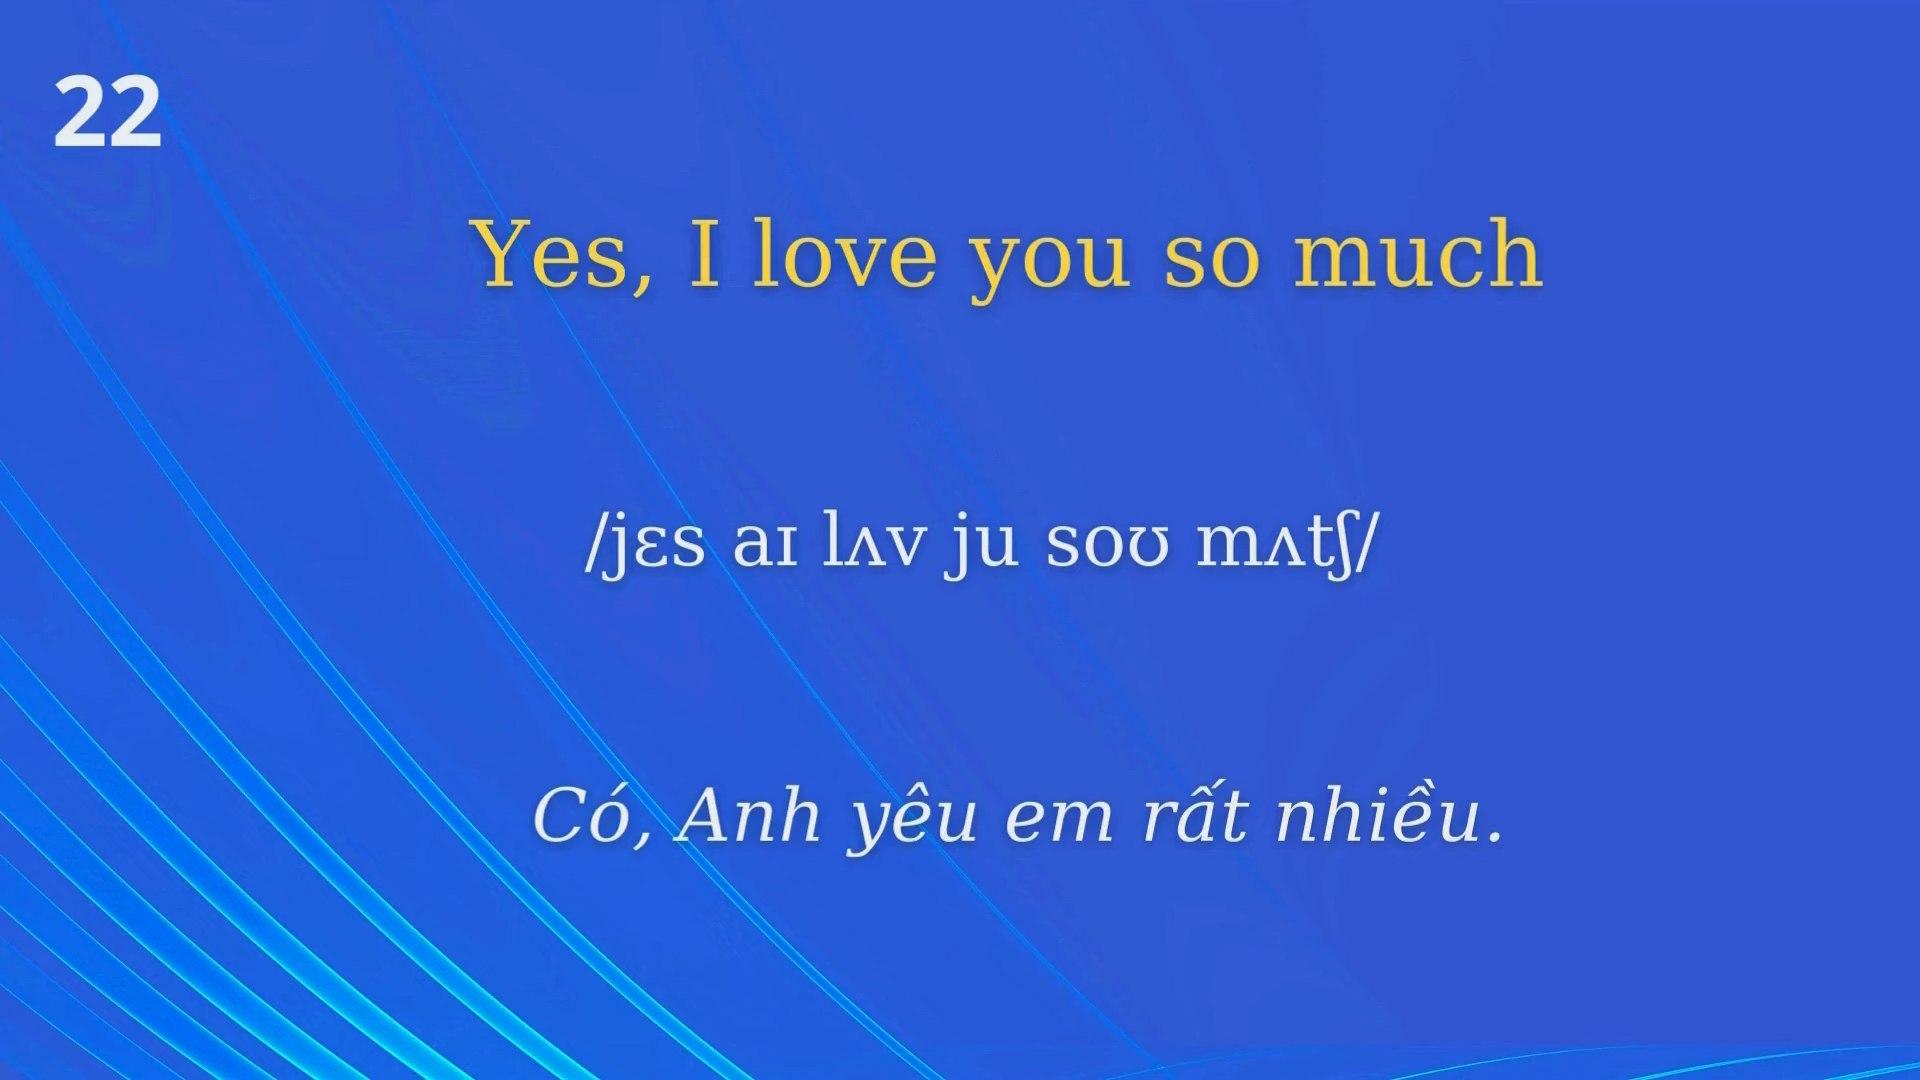 22
Yes, I love you so much
/jɛs aɪ lʌv ju soʊ mʌtʃ/
Có, Anh yêu em rất nhiều.